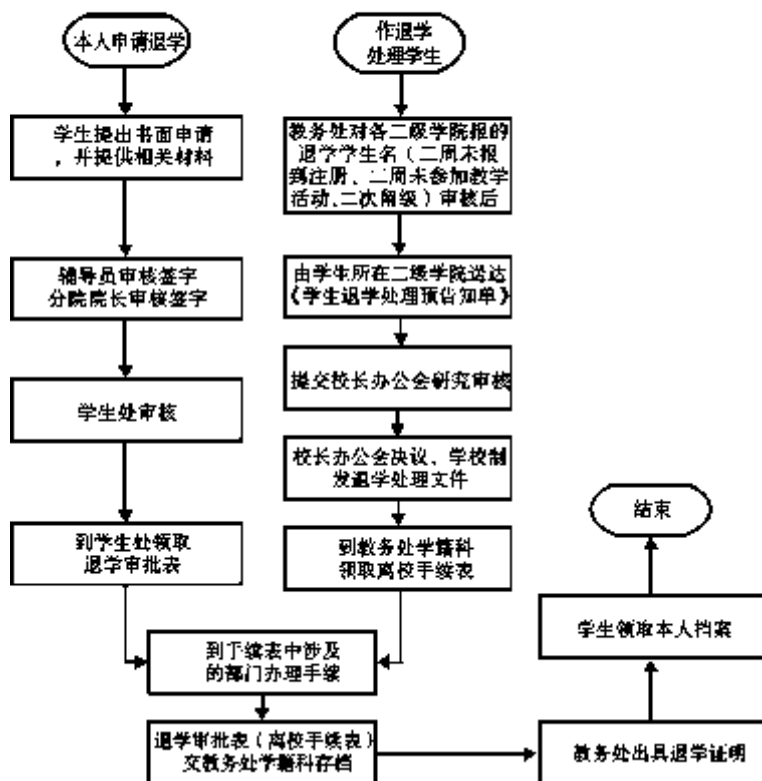 本人申请退学
学生提出书面申请
，并提供相关材料
辅导员审核签字
分院院长审核签字
学生处审核
到学生处领取
退学审批表
作退学
处理学生
教务处对各二级学院报的
退学学生名（二周未报
到注册、二周未参加教学
活动、二次留级）审核后
由学生所在二级学院送达
《学生退学处理预告知单》
提交校长办公会研究审核
校长办公会决议、学校制
发退学处理文件
到教务处学籍科
领取离校手续表
到手续表中涉及
的部门办理手续
退学审批表（离校手续表）
交教务处学籍科存档
教务处出具退学证明
学生领取本人档案
结束